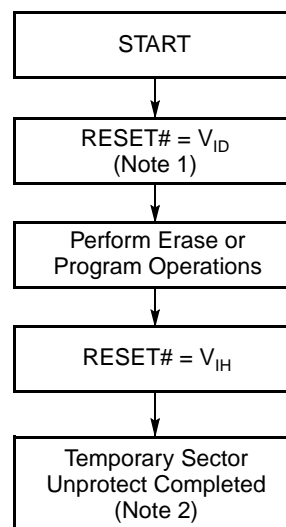 START
RESET# = V_ID
(Note 1)
Perform Erase or
Program Operations
RESET# = V_IH
Temporary Sector
Unprotect Completed
(Note 2)